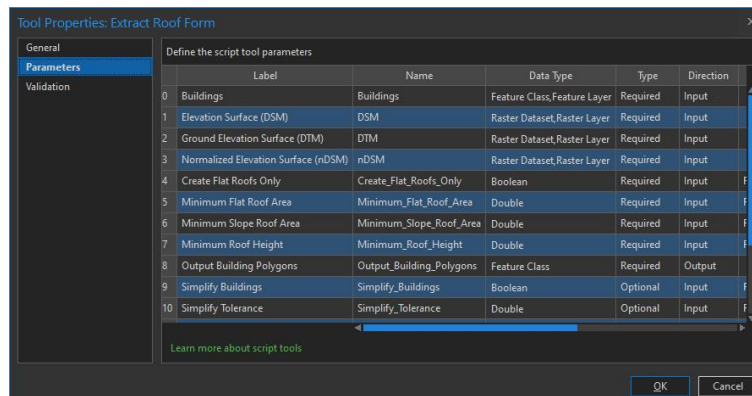 Tool Properties: Extract Roof Form
General
Parameters
Validation
Define the script tool parameters
Label Name Data Type Type Direction
0 Buildings Buildings Feature Class,Feature Layer Required Input
1 Elevation Surface (DSM) DSM Raster Dataset,Raster Layer Required Input
2 Ground Elevation Surface (DTM) DTM Raster Dataset,Raster Layer Required Input
3 Normalized Elevation Surface (nDSM) nDSM Raster Dataset,Raster Layer Required Input
4 Create Flat Roofs Only Create_Flat_Roofs_Only Boolean Required Input
5 Minimum Flat Roof Area Minimum_Flat_Roof_Area Double Required Input
6 Minimum Slope Roof Area Minimum_Slope_Roof_Area Double Required Input
7 Minimum Roof Height Minimum_Roof_Height Double Required Input
8 Output Building Polygons Output_Building_Polygons Feature Class Required Output
9 Simplify Buildings Simplify_Buildings Boolean Optional Input
10 Simplify Tolerance Simplify_Tolerance Double Optional Input
Learn more about script tools
OK Cancel